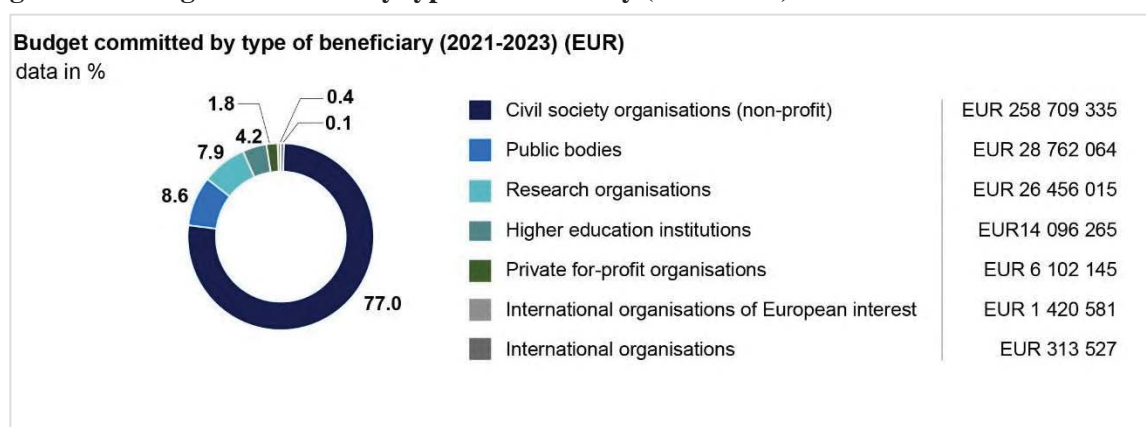 Budget committed by type of beneficiary (2021-2023) (EUR)
data in %
1.8
0.4
0.1
4.2
7.9
8.6
77.0
Civil society organisations (non-profit) EUR 258 709 335
Public bodies EUR 28 762 064
Research organisations EUR 26 456 015
Higher education institutions EUR14 096 265
Private for-profit organisations EUR 6 102 145
International organisations of European interest EUR 1 420 581
International organisations EUR 313 527